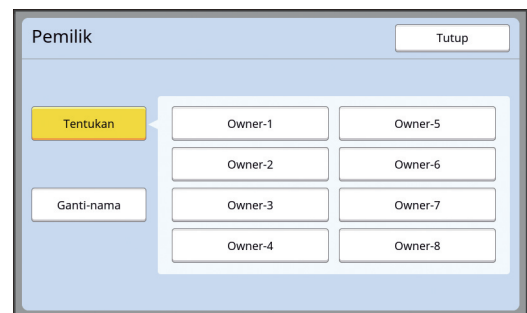 Pemilik
Tutup
Tentukan
Owner-1
Owner-5
Owner-2
Owner-6
Ganti-nama
Owner-3
Owner-7
Owner-4
Owner-8